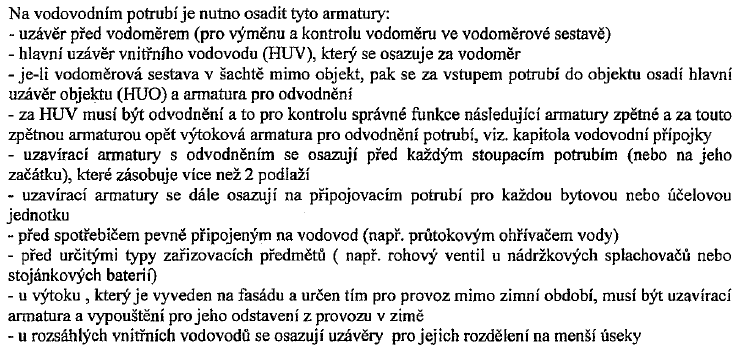 Na vodovodním potrubí je nutno osadit tyto armatury:
- uzávěr před vodoměrem (pro výměnu a kontrolu vodoměru ve vodoměrové sestavě)
- hlavní uzávěr vnitřního vodovodu (HUV), který se osazuje za vodoměr
- je-li vodoměrová sestava v šachtě mimo objekt, pak se za vstupem potrubí do objektu osadí hlavní
uzávěr objektu (HUO) a armatura pro odvodnění
- za HUV musí být odvodnění a to pro kontrolu správné funkce následující armatury zpětné a za touto
zpětnou armaturou opět výtoková armatura pro odvodnění potrubí, viz. kapitola vodovodní přípojky
- uzavírací armatury s odvodněním se osazují před každým stoupacím potrubím (nebo na jeho
začátku), které zásobuje více než 2 podlaží
- uzavírací armatury se dále osazují na připojovacím potrubí pro každou bytovou nebo účelovou
jednotku
- před spotřebičem pevně připojeným na vodovod (např. průtokovým ohřívačem vody)
- před určitými typy zařizovacích předmětů ( např. rohový ventil u nádržkových splachovačů nebo
stojánkových baterií)
- u výtoku , který je vyveden na fasádu a určen tím pro provoz mimo zimní období, musí být uzavírací
armatura a vypouštění pro jeho odstavení z provozu v zimě
- u rozsáhlých vnitřních vodovodů se osazují uzávěry pro jejich rozdělení na menší úseky